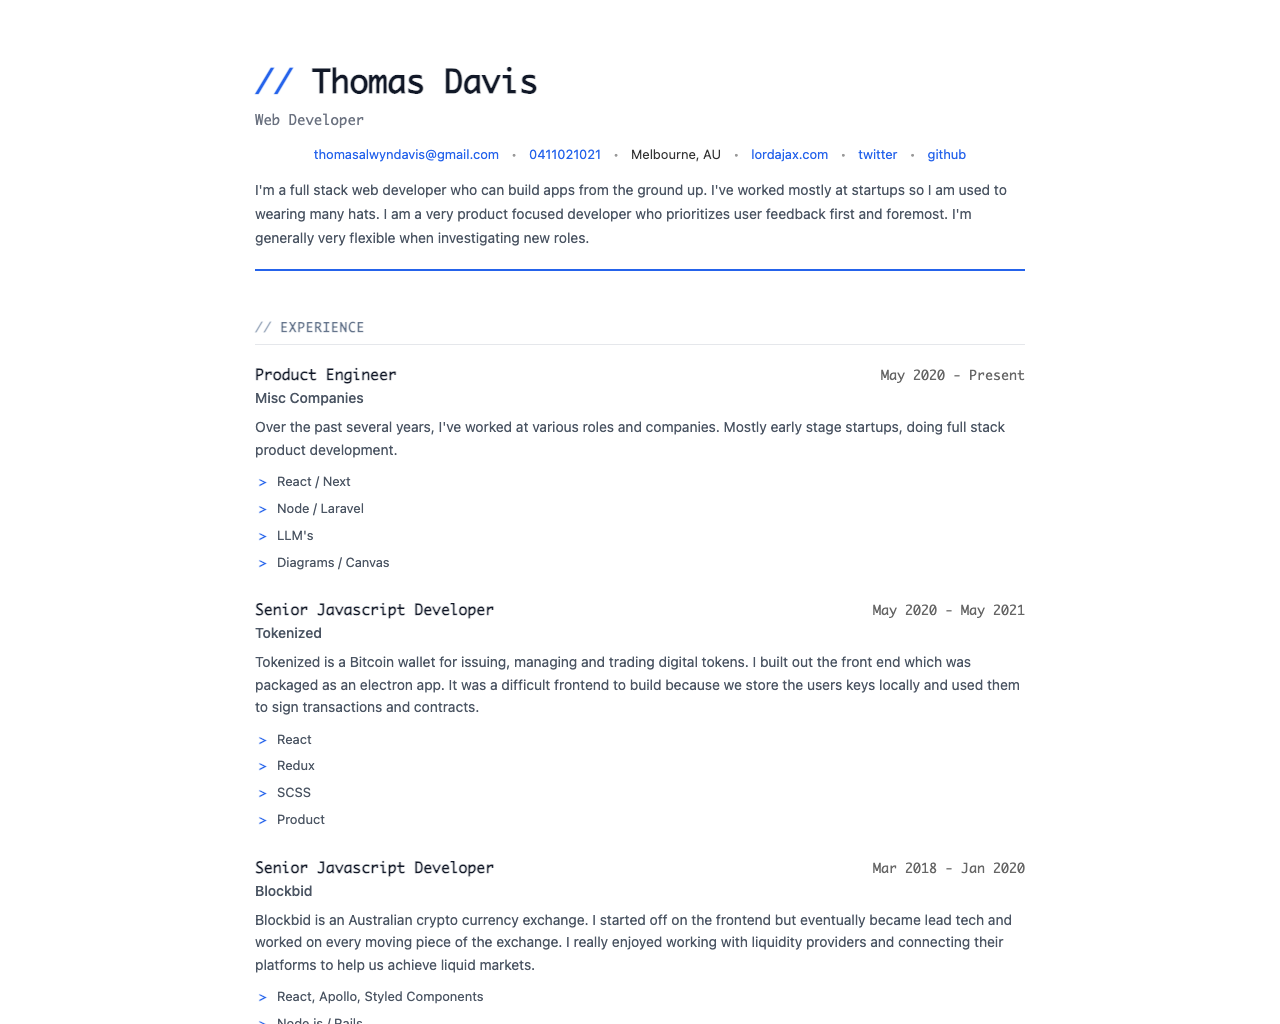 // Thomas Davis
Web Developer
thomasalwyndavis@gmail.com • 0411021021 • Melbourne, AU • lordajax.com • twitter • github
I'm a full stack web developer who can build apps from the ground up. I've worked mostly at startups so I am used to
wearing many hats. I am a very product focused developer who prioritizes user feedback first and foremost. I'm
generally very flexible when investigating new roles.
// EXPERIENCE
Product Engineer May 2020 - Present
Misc Companies
Over the past several years, I've worked at various roles and companies. Mostly early stage startups, doing full stack
product development.
> React / Next
> Node / Laravel
> LLM's
> Diagrams / Canvas
Senior Javascript Developer May 2020 - May 2021
Tokenized
Tokenized is a Bitcoin wallet for issuing, managing and trading digital tokens. I built out the front end which was
packaged as an electron app. It was a difficult frontend to build because we store the users keys locally and used them
to sign transactions and contracts.
> React
> Redux
> SCSS
> Product
Senior Javascript Developer Mar 2018 - Jan 2020
Blockbid
Blockbid is an Australian crypto currency exchange. I started off on the frontend but eventually became lead tech and
worked on every moving piece of the exchange. I really enjoyed working with liquidity providers and connecting their
platforms to help us achieve liquid markets.
> React, Apollo, Styled Components
> Node.js / Rails